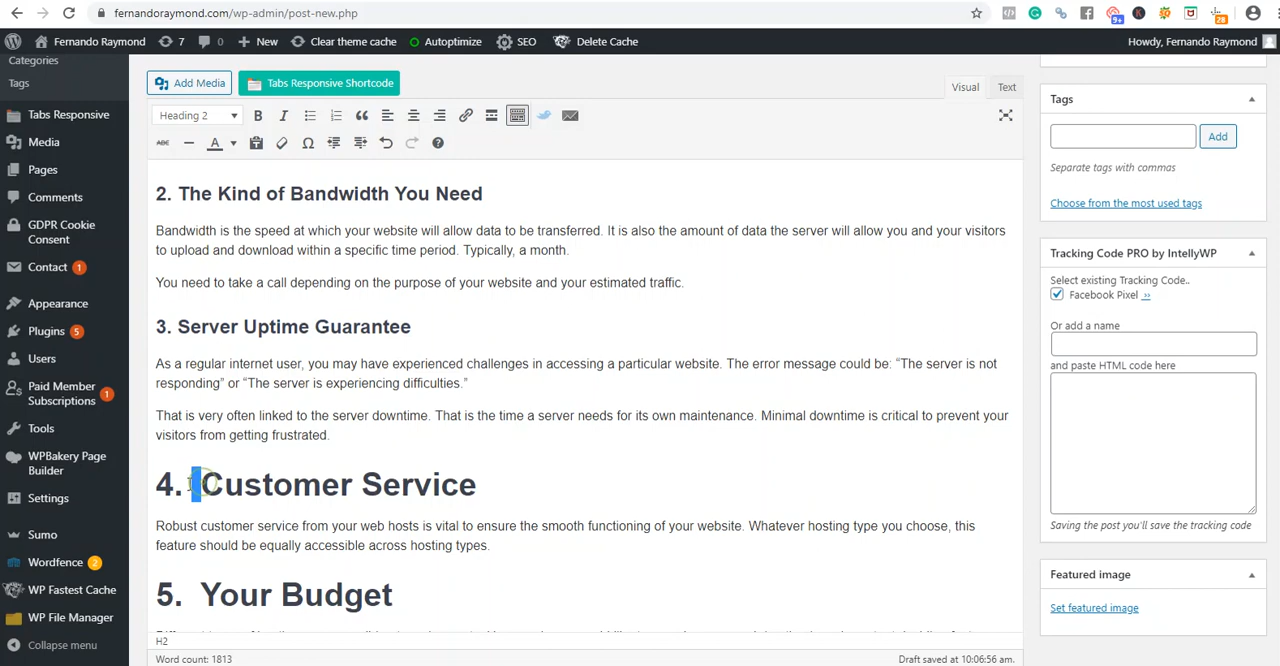 fernandoraymond.com/wp-admin/post-new.php
9+
28
Fernando Raymond
7
0
New
Clear theme cache
Autoptimize
SEO
Delete Cache
Howdy, Fernando Raymond
Categories
Tags
Tabs Responsive
Media
Pages
Comments
GDPR Cookie
Consent
Contact 1
Appearance
Plugins 5
Users
Paid Member
Subscriptions 1
Tools
WPBakery Page
Builder
Settings
Sumo
Wordfence 2
WP Fastest Cache
WP File Manager
Collapse menu
Add Media
Tabs Responsive Shortcode
Visual
Text
Heading 2
B
I
ABC
A
2. The Kind of Bandwidth You Need
Bandwidth is the speed at which your website will allow data to be transferred. It is also the amount of data the server will allow you and your visitors
to upload and download within a specific time period. Typically, a month.
You need to take a call depending on the purpose of your website and your estimated traffic.
3. Server Uptime Guarantee
As a regular internet user, you may have experienced challenges in accessing a particular website. The error message could be: “The server is not
responding” or “The server is experiencing difficulties.”
That is very often linked to the server downtime. That is the time a server needs for its own maintenance. Minimal downtime is critical to prevent your
visitors from getting frustrated.
4. Customer Service
Robust customer service from your web hosts is vital to ensure the smooth functioning of your website. Whatever hosting type you choose, this
feature should be equally accessible across hosting types.
5. Your Budget
H2
Word count: 1813
Draft saved at 10:06:56 am.
Tags
Add
Separate tags with commas
Choose from the most used tags
Tracking Code PRO by IntellyWP
Select existing Tracking Code..
Facebook Pixel »
Or add a name
and paste HTML code here
Saving the post you'll save the tracking code
Featured image
Set featured image